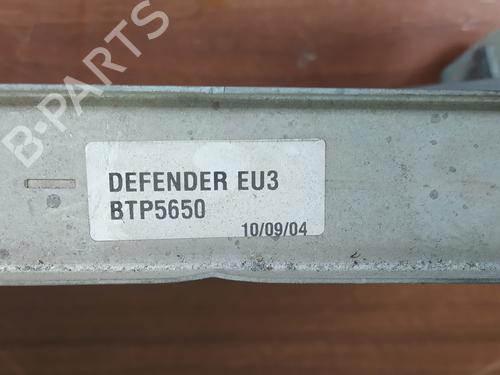 B-PARTS
DEFENDER EU3
BTP5650
10/09/04